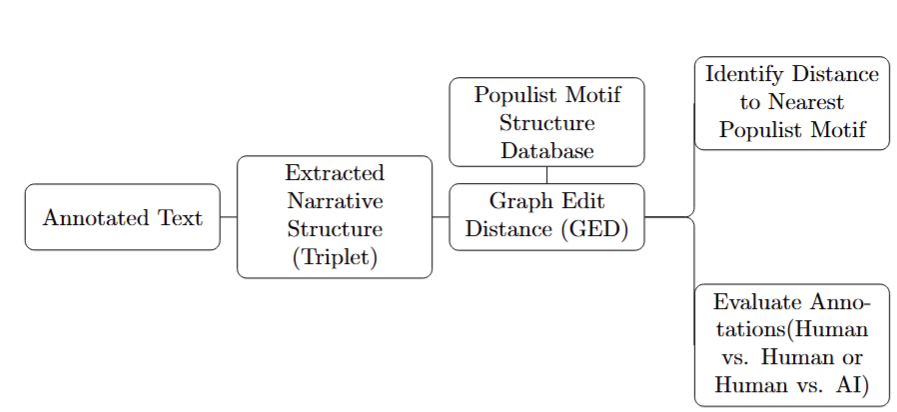 Annotated Text
Extracted
Narrative
Structure
(Triplet)
Populist Motif
Structure
Database
Graph Edit
Distance (GED)
Identify Distance
to Nearest
Populist Motif
Evaluate Anno-
tations(Human
vs. Human or
Human vs. AI)